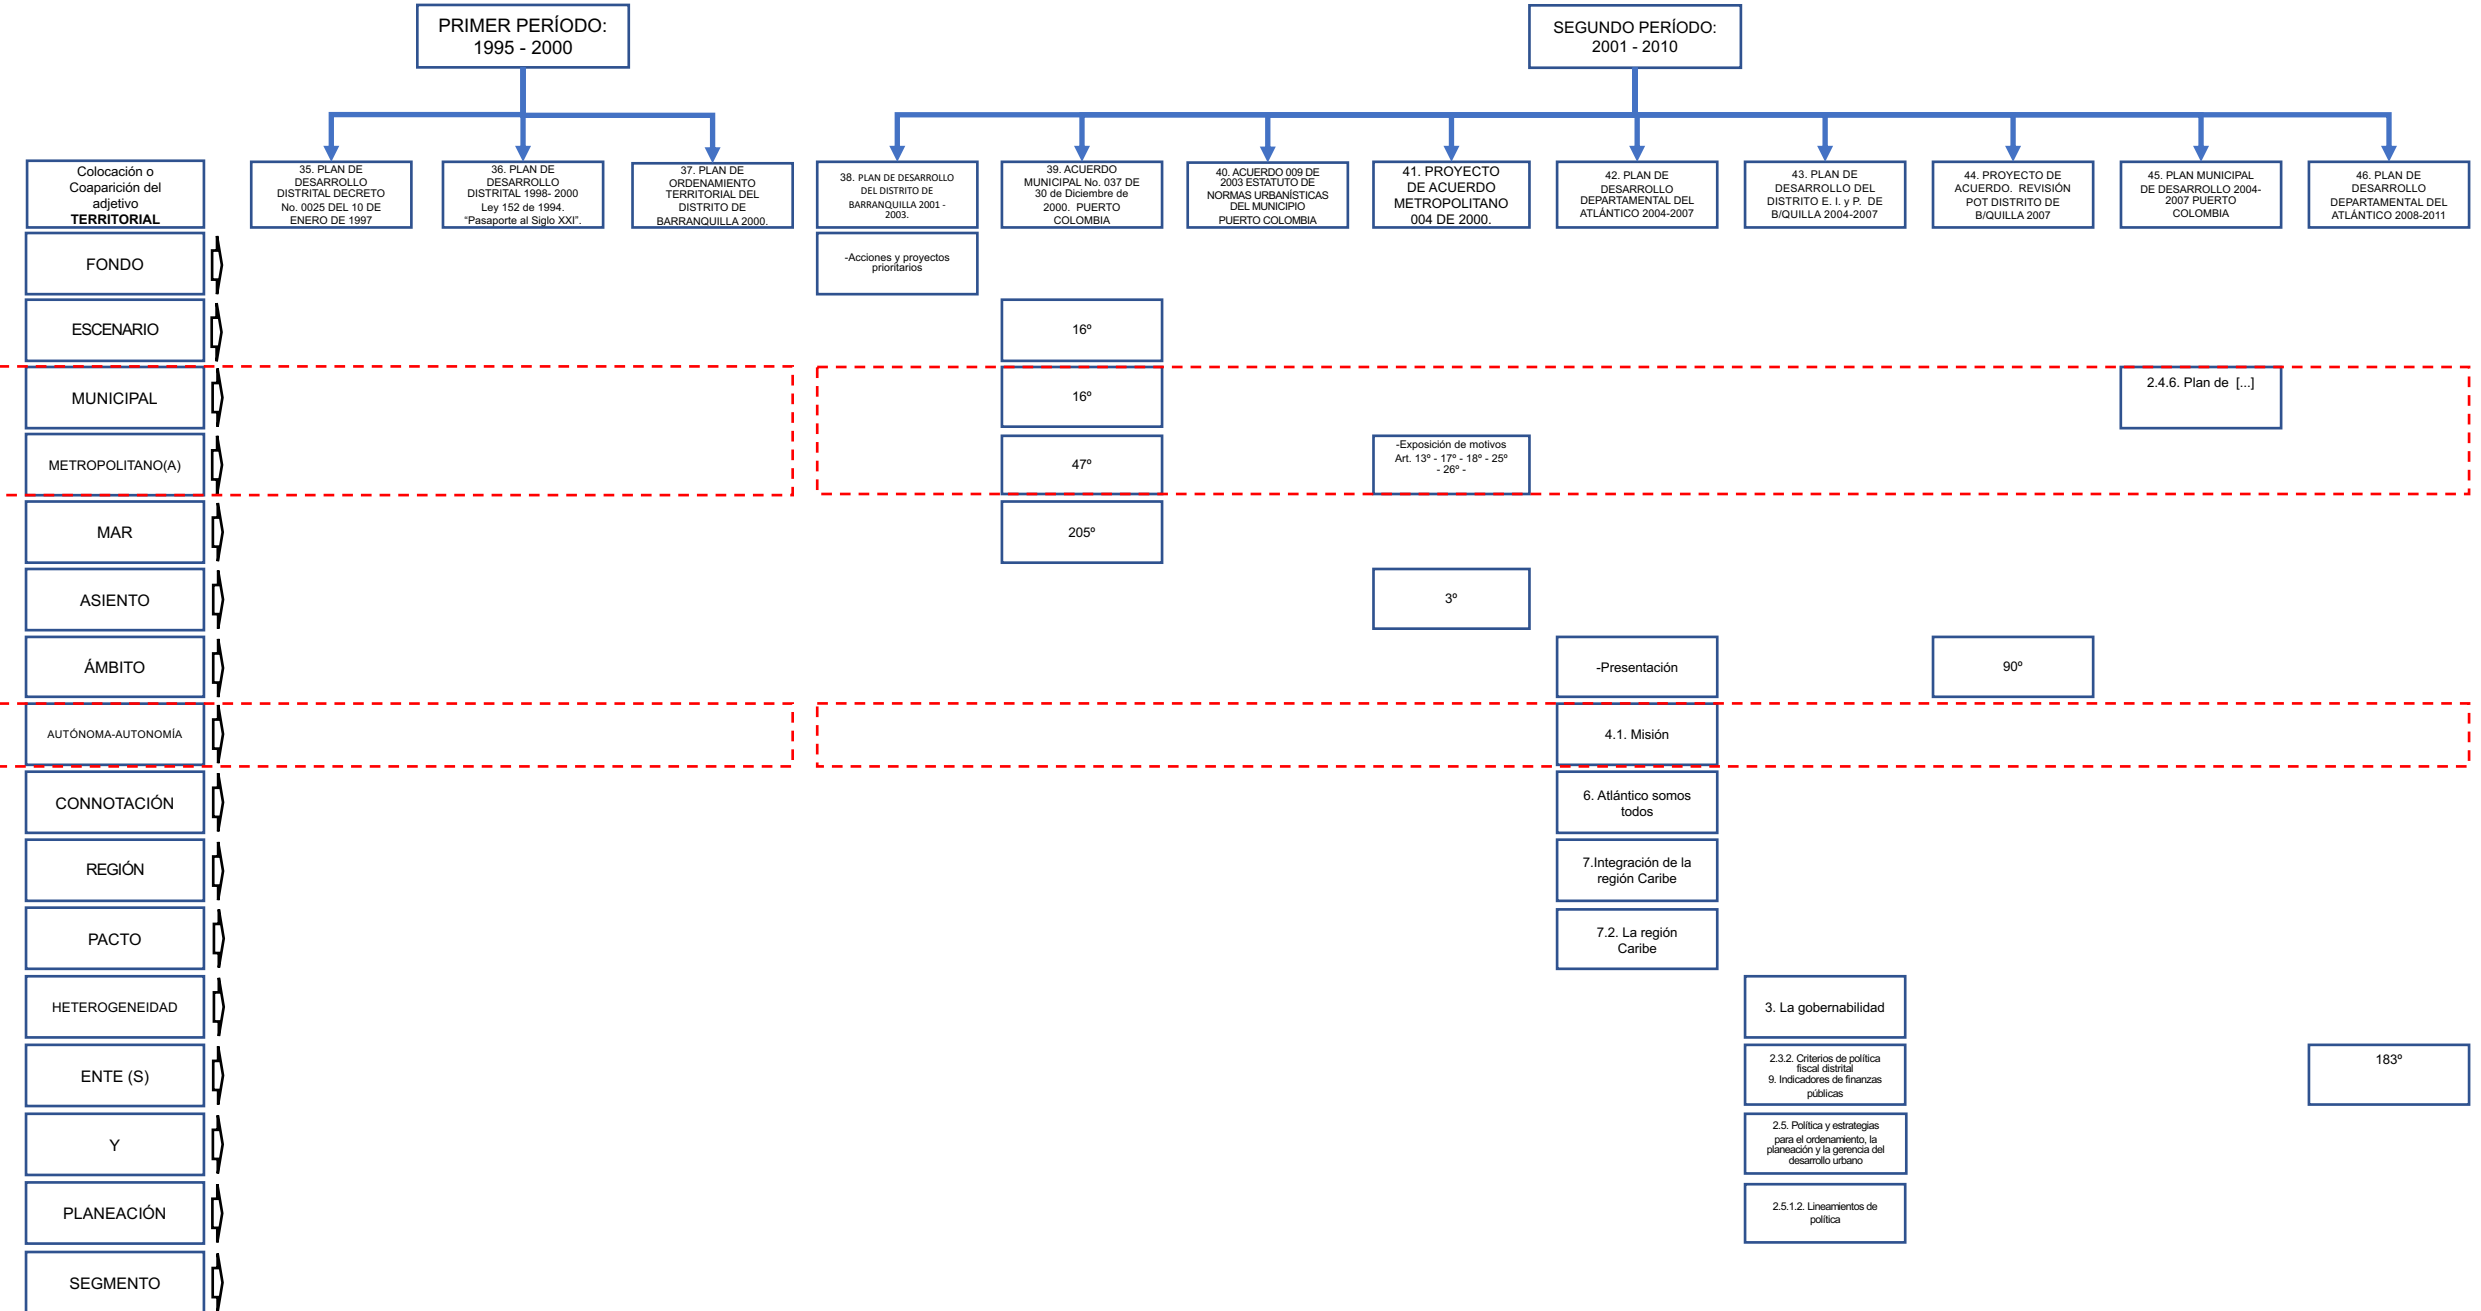 PRIMER PERÍODO:
1995 - 2000
SEGUNDO PERÍODO:
2001 - 2010
Colocación o
Coaparición del
adjetivo
TERRITORIAL
35. PLAN DE
DESARROLLO
DISTRITAL DECRETO
No. 0025 DEL 10 DE
ENERO DE 1997
36. PLAN DE
DESARROLLO
DISTRITAL 1998- 2000
Ley 152 de 1994.
“Pasaporte al Siglo XXI”.
37. PLAN DE
ORDENAMIENTO
TERRITORIAL DEL
DISTRITO DE
BARRANQUILLA 2000.
38. PLAN DE DESARROLLO
DEL DISTRITO DE
BARRANQUILLA 2001 -
2003.
39. ACUERDO
MUNICIPAL No. 037 DE
30 de Diciembre de
2000. PUERTO
COLOMBIA
40. ACUERDO 009 DE
2003 ESTATUTO DE
NORMAS URBANÍSTICAS
DEL MUNICIPIO
PUERTO COLOMBIA
41. PROYECTO
DE ACUERDO
METROPOLITANO
004 DE 2000.
42. PLAN DE
DESARROLLO
DEPARTAMENTAL DEL
ATLÁNTICO 2004-2007
43. PLAN DE
DESARROLLO DEL
DISTRITO E. I. y P. DE
B/QUILLA 2004-2007
44. PROYECTO DE
ACUERDO. REVISIÓN
POT DISTRITO DE
B/QUILLA 2007
45. PLAN MUNICIPAL
DE DESARROLLO 2004-
2007 PUERTO
COLOMBIA
46. PLAN DE
DESARROLLO
DEPARTAMENTAL DEL
ATLÁNTICO 2008-2011
FONDO
-Acciones y proyectos
prioritarios
ESCENARIO
16º
MUNICIPAL
16º
2.4.6. Plan de [...]
METROPOLITANO(A)
47º
-Exposición de motivos
Art. 13º - 17º - 18º - 25º
- 26º -
MAR
205º
ASIENTO
3º
ÁMBITO
-Presentación
90º
AUTÓNOMA-AUTONOMÍA
4.1. Misión
CONNOTACIÓN
6. Atlántico somos
todos
REGIÓN
7.Integración de la
región Caribe
PACTO
7.2. La región
Caribe
HETEROGENEIDAD
3. La gobernabilidad
ENTE (S)
2.3.2. Criterios de política
fiscal distrital
9. Indicadores de finanzas
públicas
183º
Y
2.5. Política y estrategias
para el ordenamiento, la
planeación y la gerencia del
desarrollo urbano
PLANEACIÓN
2.5.1.2. Lineamientos de
política
SEGMENTO